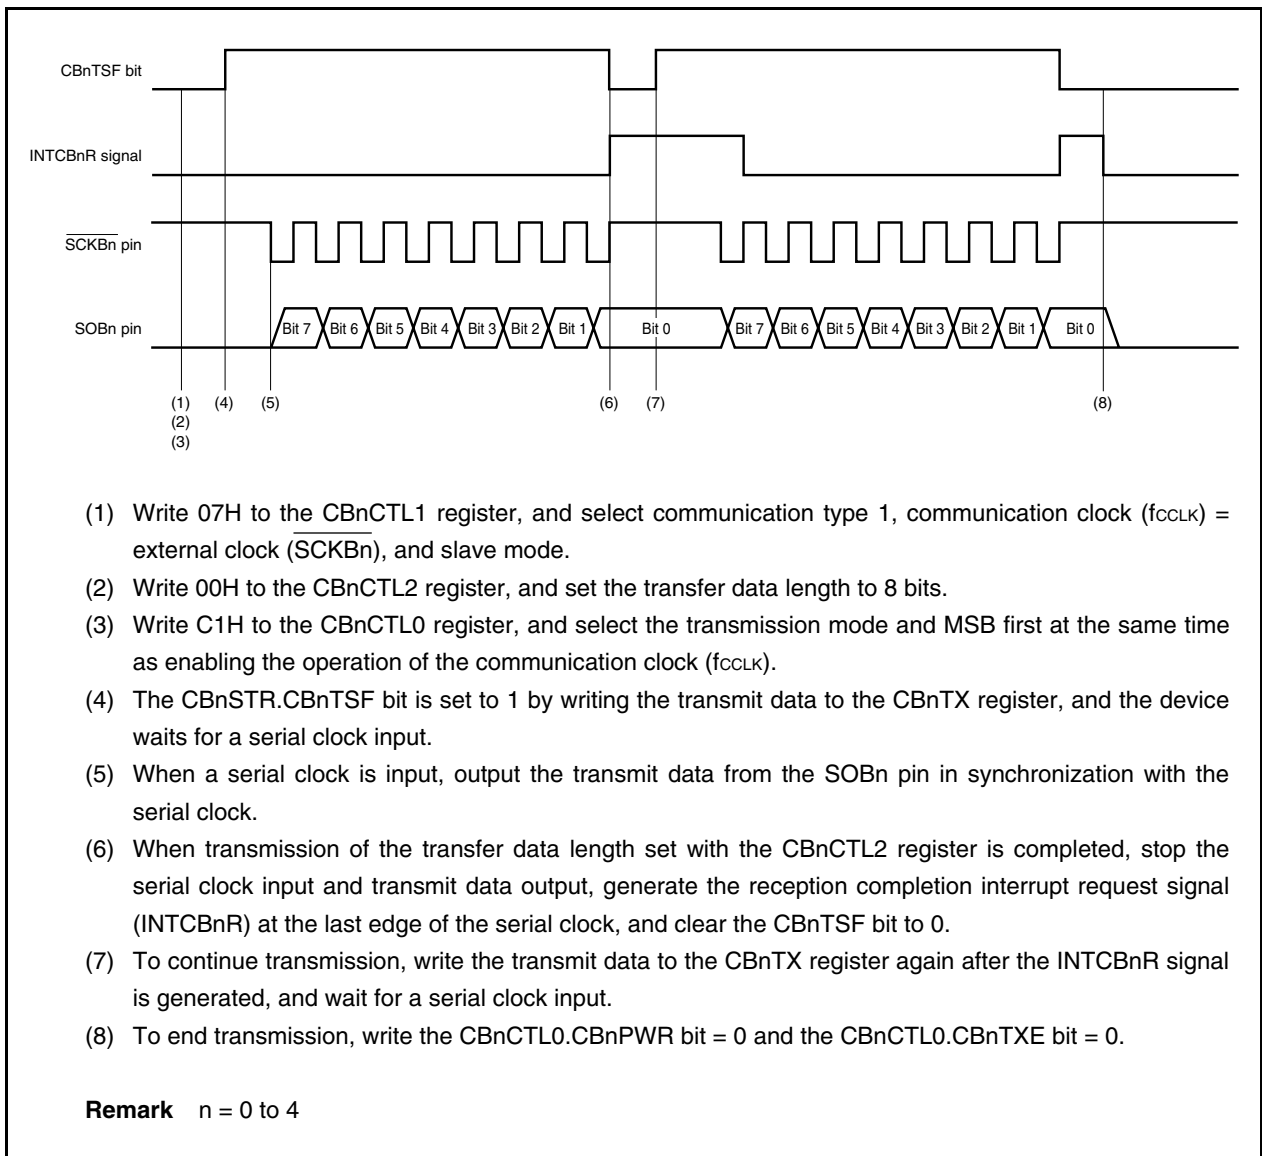 CBnTSF bit
INTCBnR signal
SCKBn pin
SOBn pin
Bit 7 Bit 6 Bit 5 Bit 4 Bit 3 Bit 2 Bit 1 Bit 0 Bit 7 Bit 6 Bit 5 Bit 4 Bit 3 Bit 2 Bit 1 Bit 0
(1) (4) (5) (6) (7) (8)
(2)
(3)
(1) Write 07H to the CBnCTL1 register, and select communication type 1, communication clock (fCCLK) =
external clock (SCKBn), and slave mode.
(2) Write 00H to the CBnCTL2 register, and set the transfer data length to 8 bits.
(3) Write C1H to the CBnCTL0 register, and select the transmission mode and MSB first at the same time
as enabling the operation of the communication clock (fCCLK).
(4) The CBnSTR.CBnTSF bit is set to 1 by writing the transmit data to the CBnTX register, and the device
waits for a serial clock input.
(5) When a serial clock is input, output the transmit data from the SOBn pin in synchronization with the
serial clock.
(6) When transmission of the transfer data length set with the CBnCTL2 register is completed, stop the
serial clock input and transmit data output, generate the reception completion interrupt request signal
(INTCBnR) at the last edge of the serial clock, and clear the CBnTSF bit to 0.
(7) To continue transmission, write the transmit data to the CBnTX register again after the INTCBnR signal
is generated, and wait for a serial clock input.
(8) To end transmission, write the CBnCTL0.CBnPWR bit = 0 and the CBnCTL0.CBnTXE bit = 0.
Remark n = 0 to 4